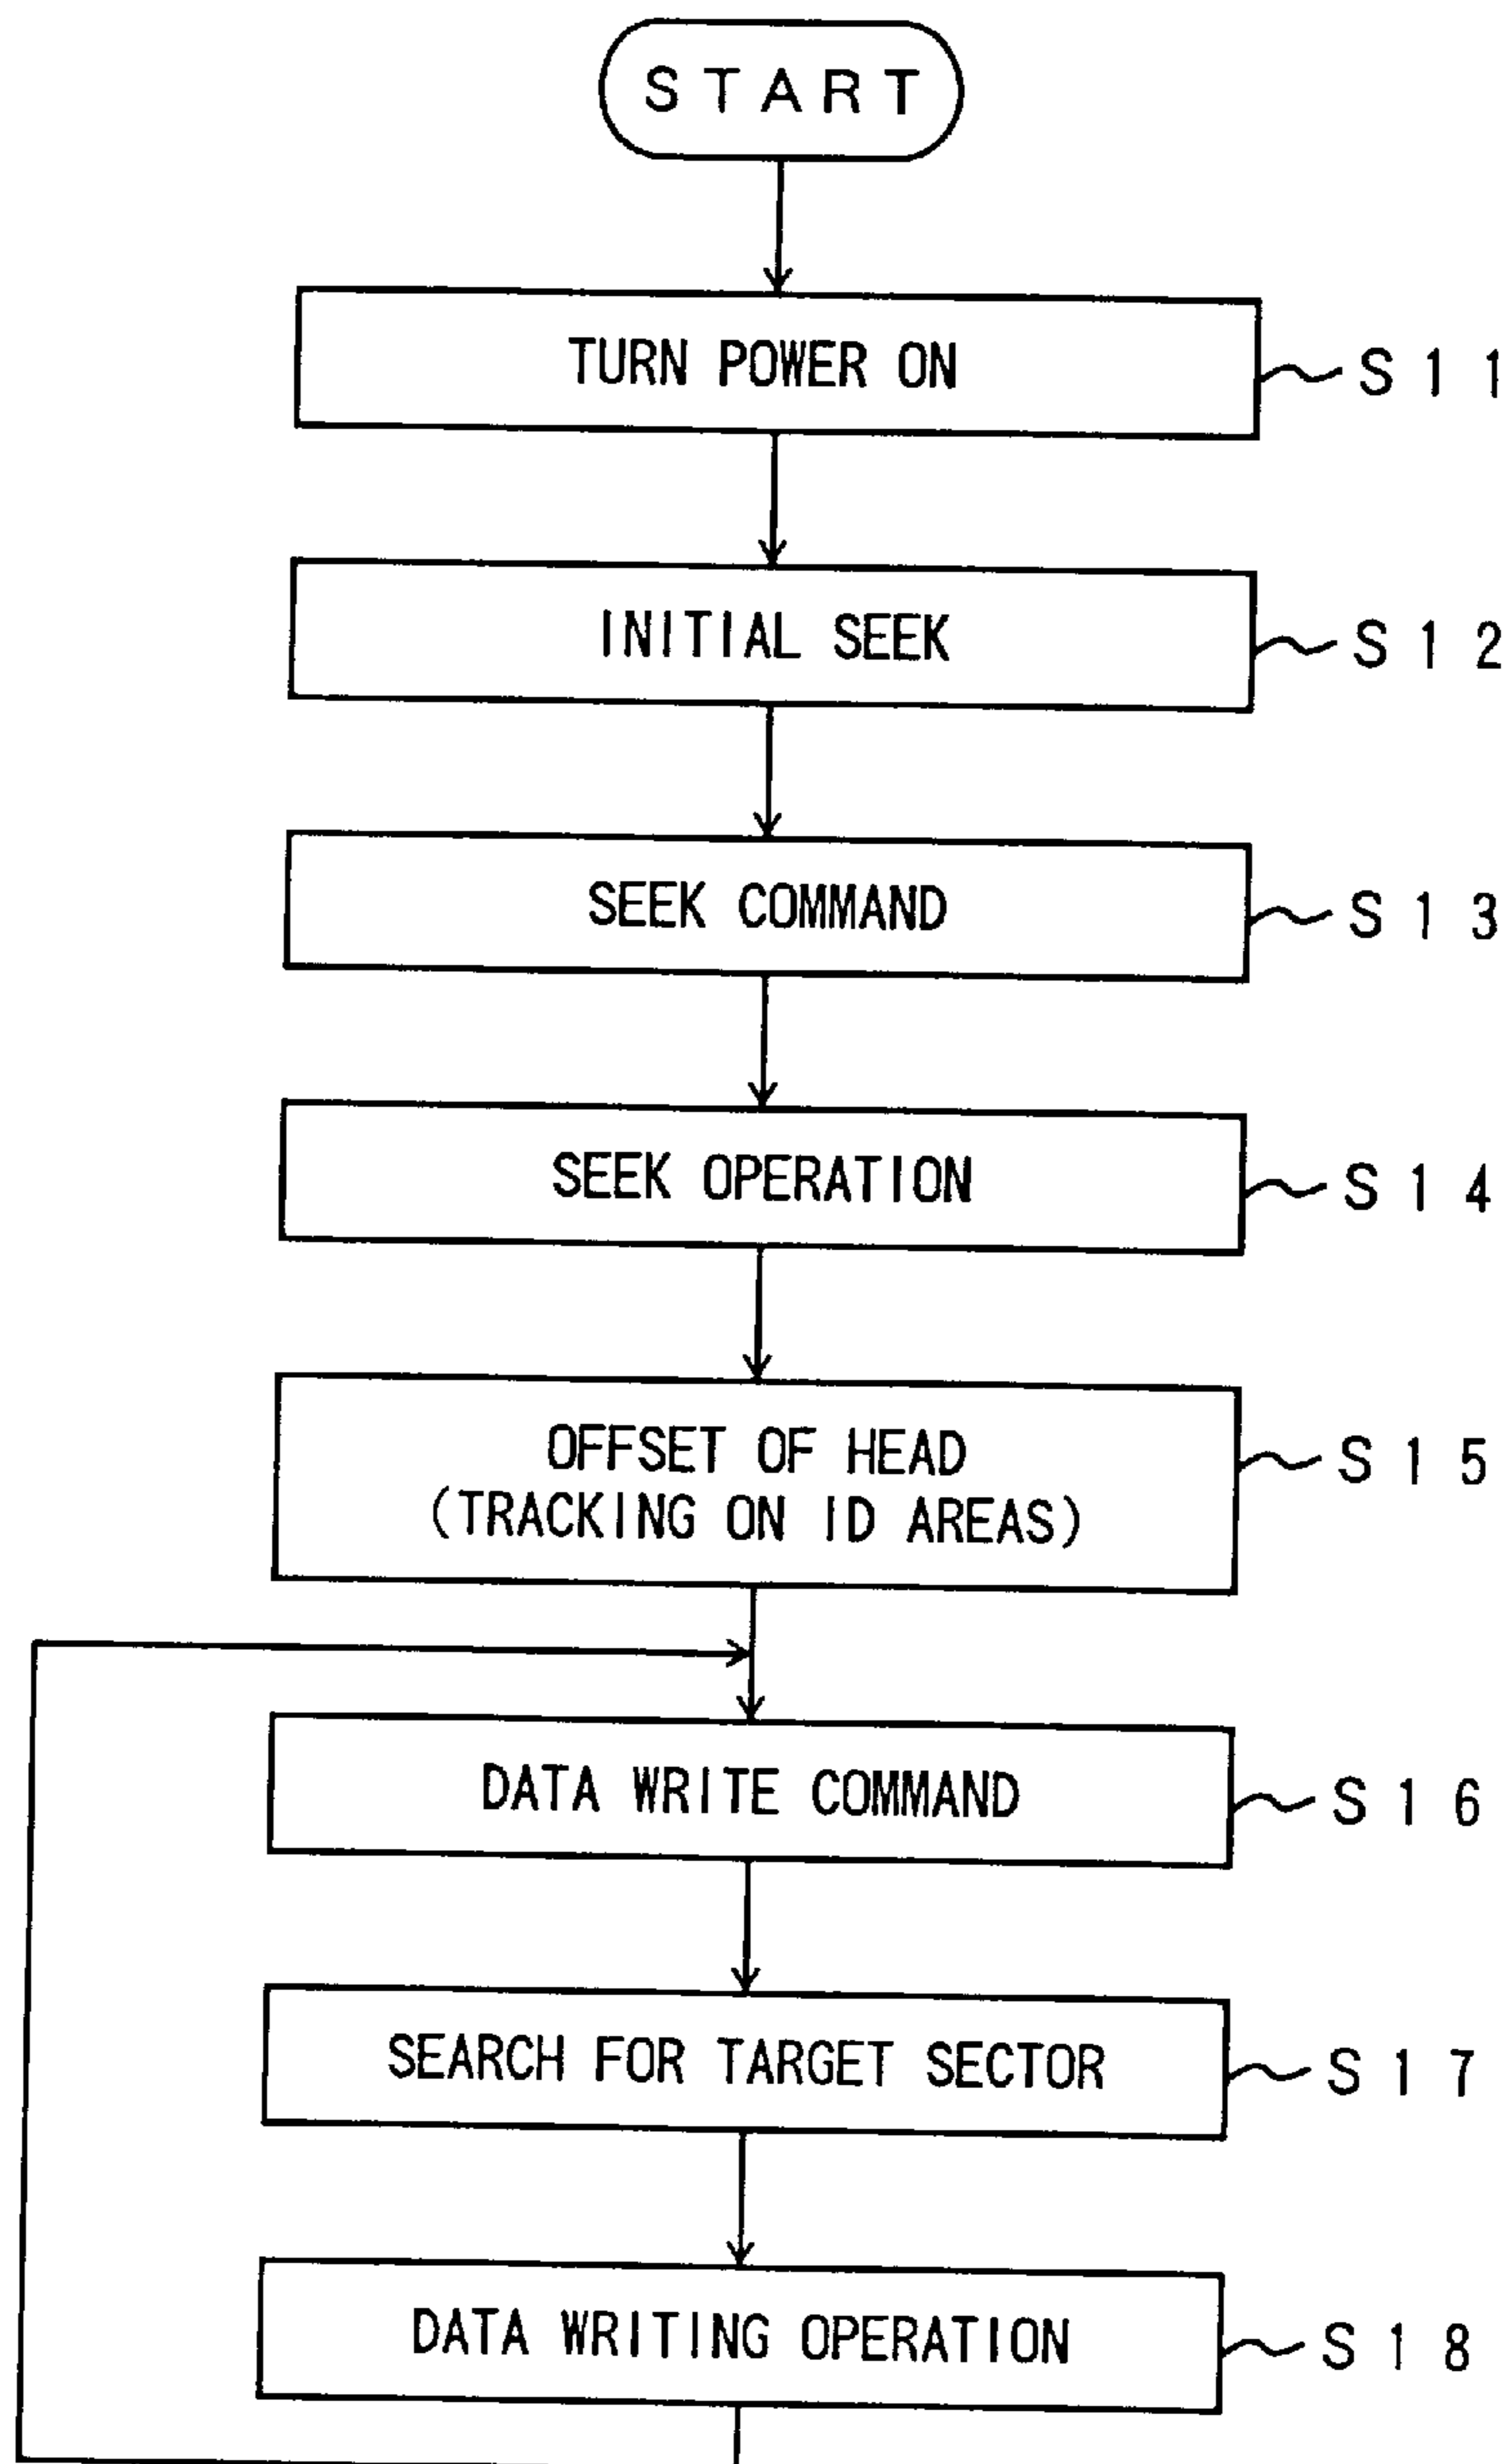 START
TURN POWER ON
S11
INITIAL SEEK
S12
SEEK COMMAND
S13
SEEK OPERATION
S14
OFFSET OF HEAD
(TRACKING ON ID AREAS)
S15
DATA WRITE COMMAND
S16
SEARCH FOR TARGET SECTOR
S17
DATA WRITING OPERATION
S18